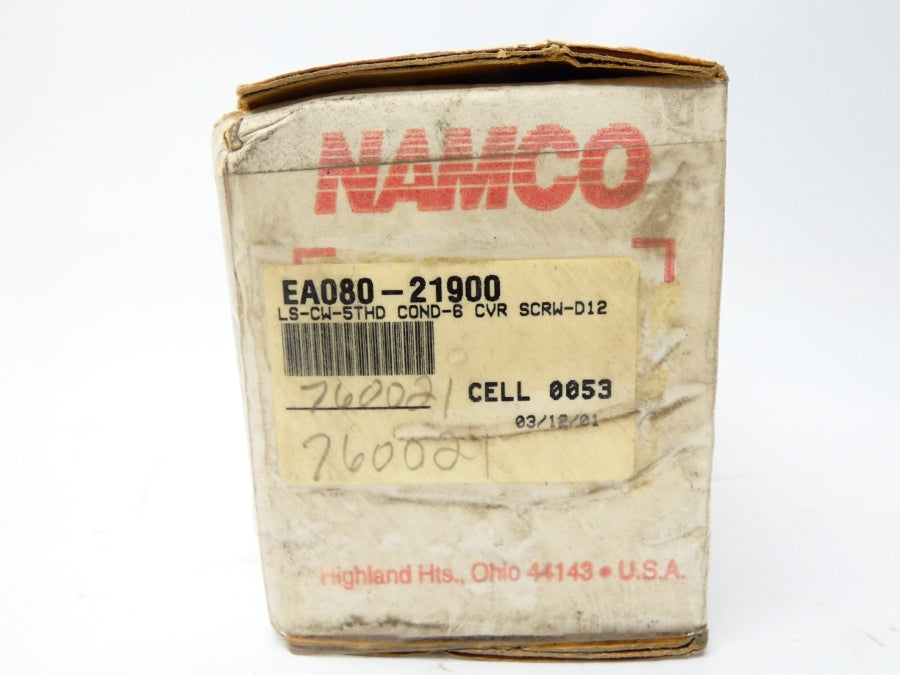 NAMCO
EA080-21900
LS-CW-5THD COND-6 CVR SCRW-D12
760021
CELL 0053
03/12/01
760021
Highland Hts., Ohio 44143 • U.S.A.